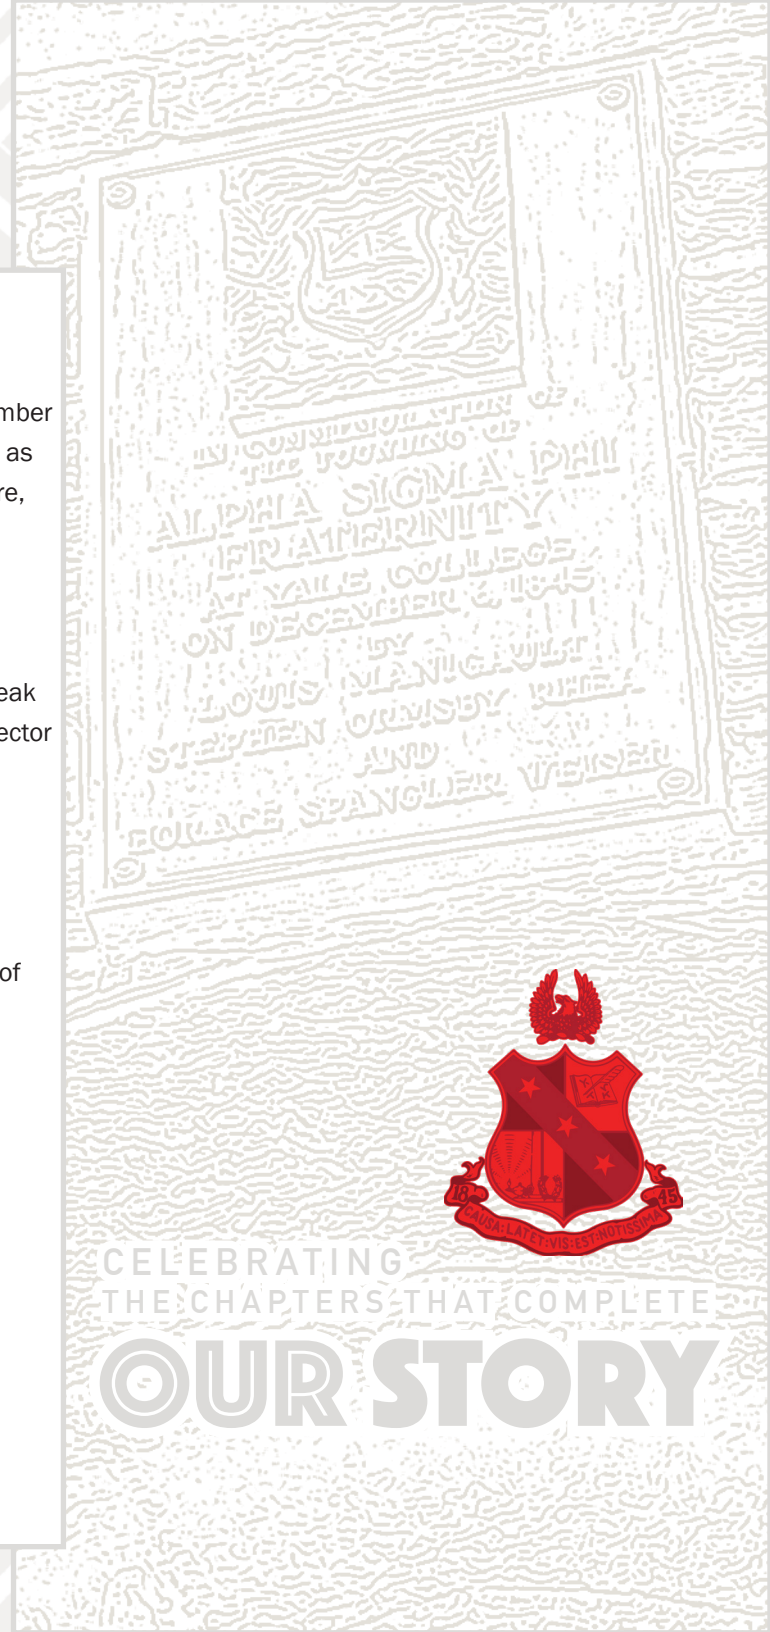 mber
as
re,
eak
ector
of
IN COMMEMORATION OF
THE FOUNDING OF
ALPHA SIGMA PHI
FRATERNITY
AT YALE COLLEGE
ON DECEMBER 6, 1845
BY
LOUIS MANIGAULT
STEPHEN ORMSBY RHEA
AND
HORACE SPANGLER WEISER
18 45
CAUSA:LATET:VIS:EST:NOTISSIMA
CELEBRATING
THE CHAPTERS THAT COMPLETE
OUR STORY